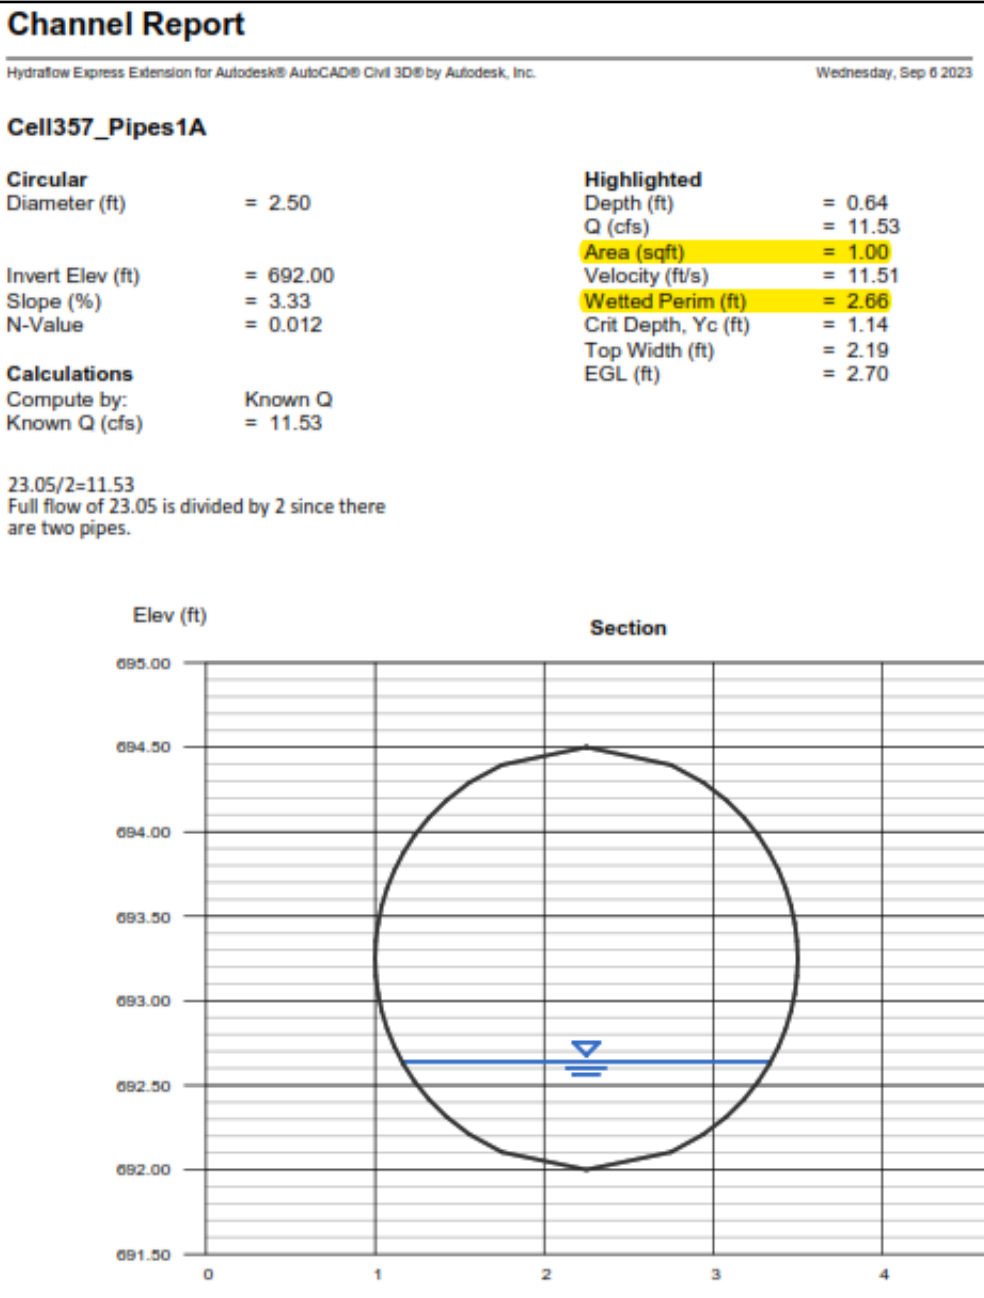 Channel Report
Hydraflow Express Extension for Autodesk® AutoCAD® Civil 3D® by Autodesk, Inc.
Wednesday, Sep 6 2023
Cell357_Pipes1A
Circular
Diameter (ft) = 2.50
Invert Elev (ft) = 692.00
Slope (%) = 3.33
N-Value = 0.012
Calculations
Compute by: Known Q
Known Q (cfs) = 11.53
Highlighted
Depth (ft) = 0.64
Q (cfs) = 11.53
Area (sqft) = 1.00
Velocity (ft/s) = 11.51
Wetted Perim (ft) = 2.66
Crit Depth, Yc (ft) = 1.14
Top Width (ft) = 2.19
EGL (ft) = 2.70
23.05/2=11.53
Full flow of 23.05 is divided by 2 since there
are two pipes.
Elev (ft)
Section
695.00
694.50
694.00
693.50
693.00
692.50
692.00
691.50
0 1 2 3 4